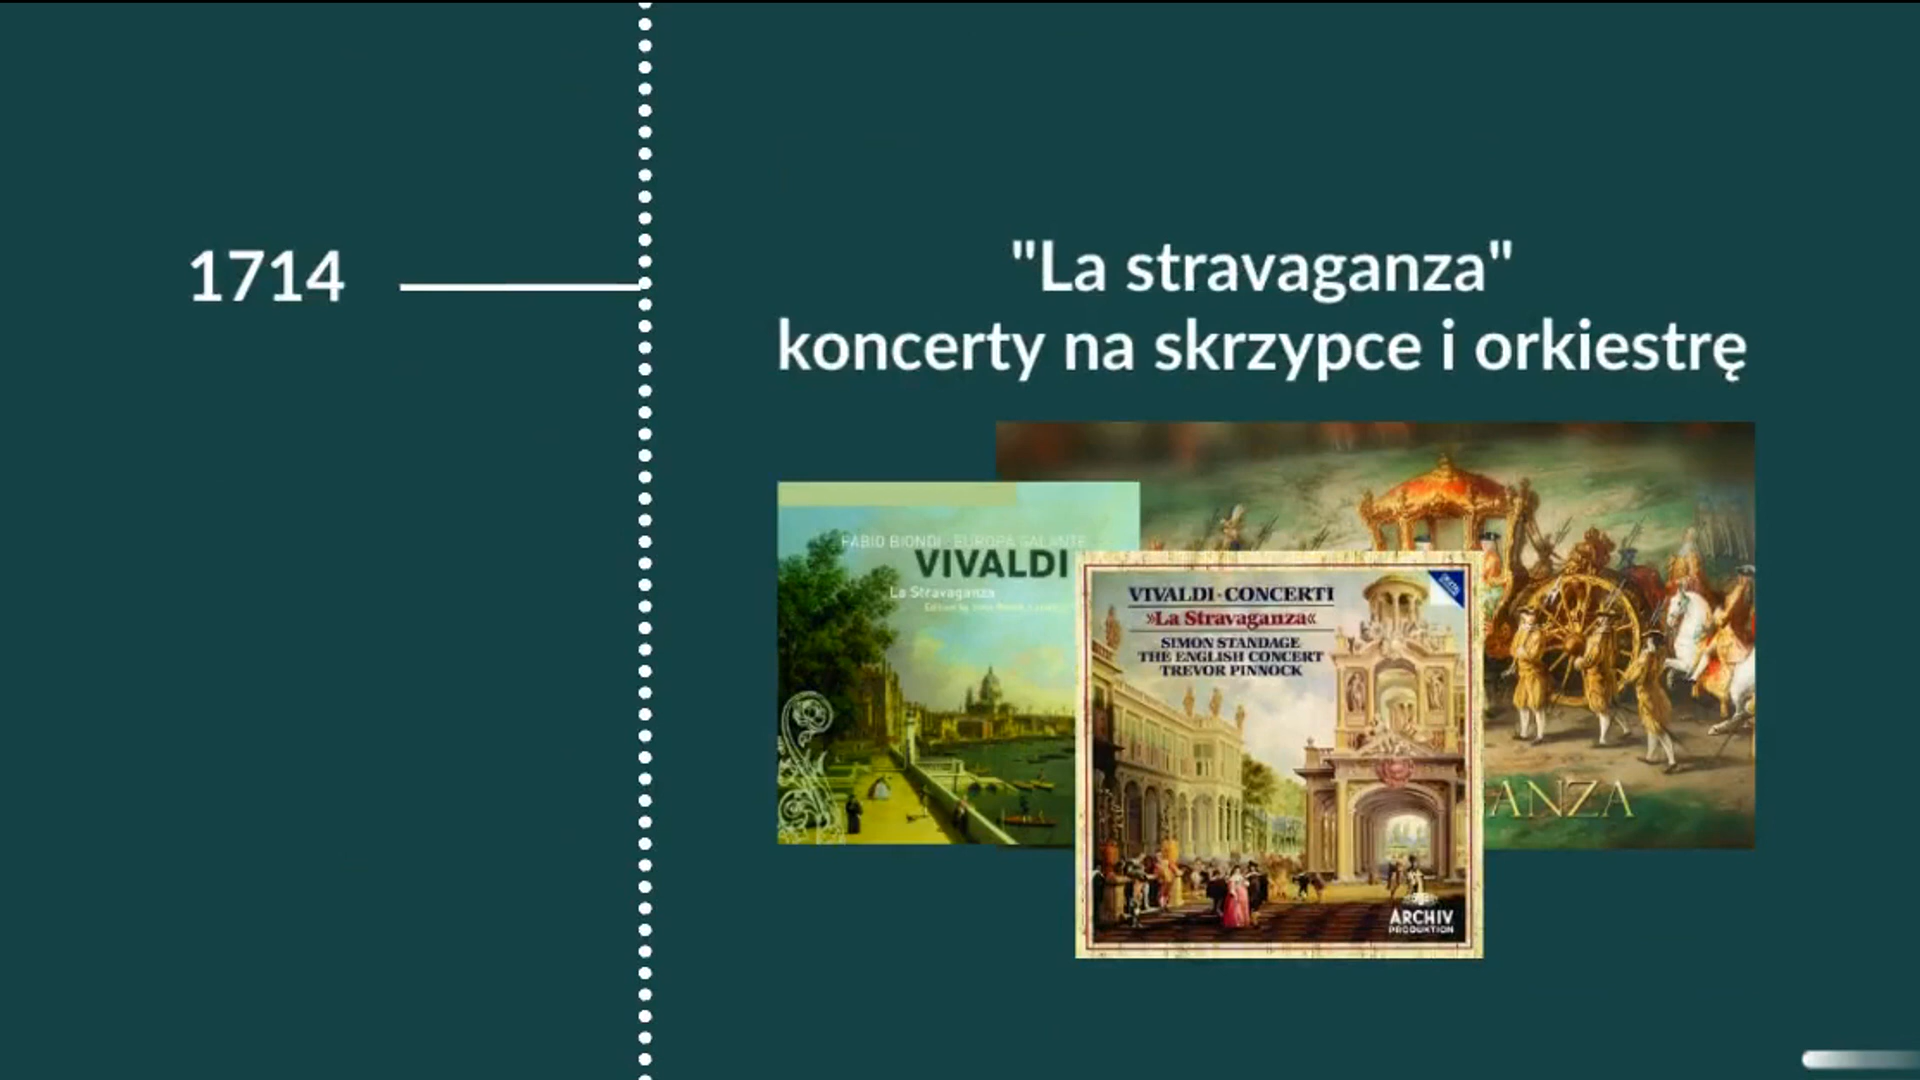 1714
"La stravaganza"
koncerty na skrzypce i orkiestrę
FABIO BIONDI · EUROPA GALANTE
VIVALDI
La Stravaganza
VIVALDI · CONCERTI
»La Stravaganza«
SIMON STANDAGE
THE ENGLISH CONCERT
TREVOR PINNOCK
ANZA
ARCHIV
PRODUKTION